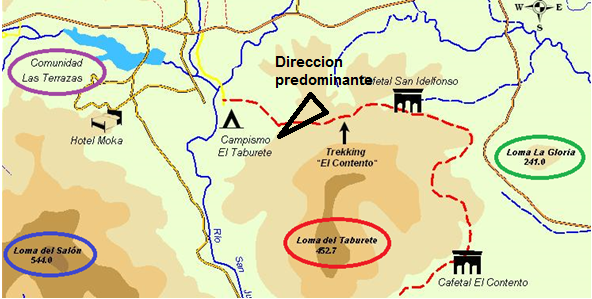 W
E
S
Direccion
predominante
Comunidad
Las Terrazas
Cafetal San Idelfonso
Hotel Moka
Campismo
El Taburete
Trekking
"El Contento"
Loma La Gloria
241.0
Loma del Salón
544.0
Loma del Taburete
452.7
Río
San Ju
Cafetal El Contento